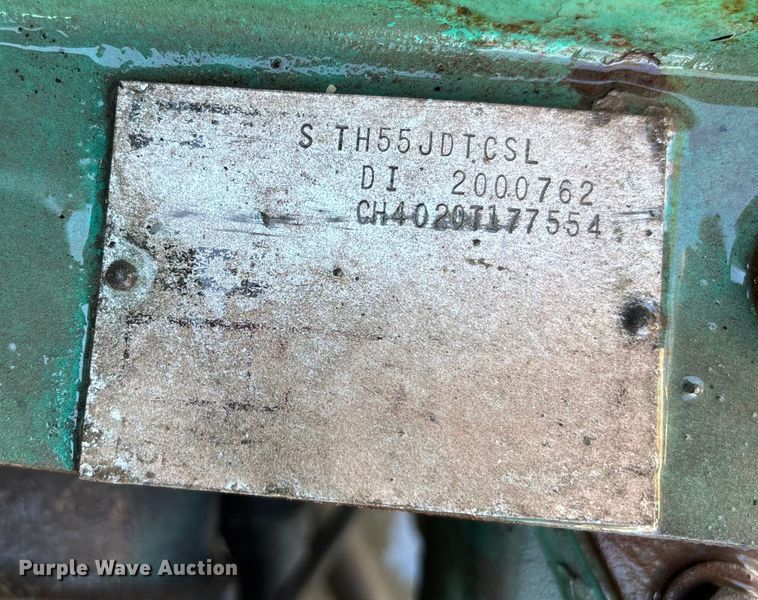 S TH55JDTCSL
DI 2000762
CH4020T177554
Purple Wave Auction